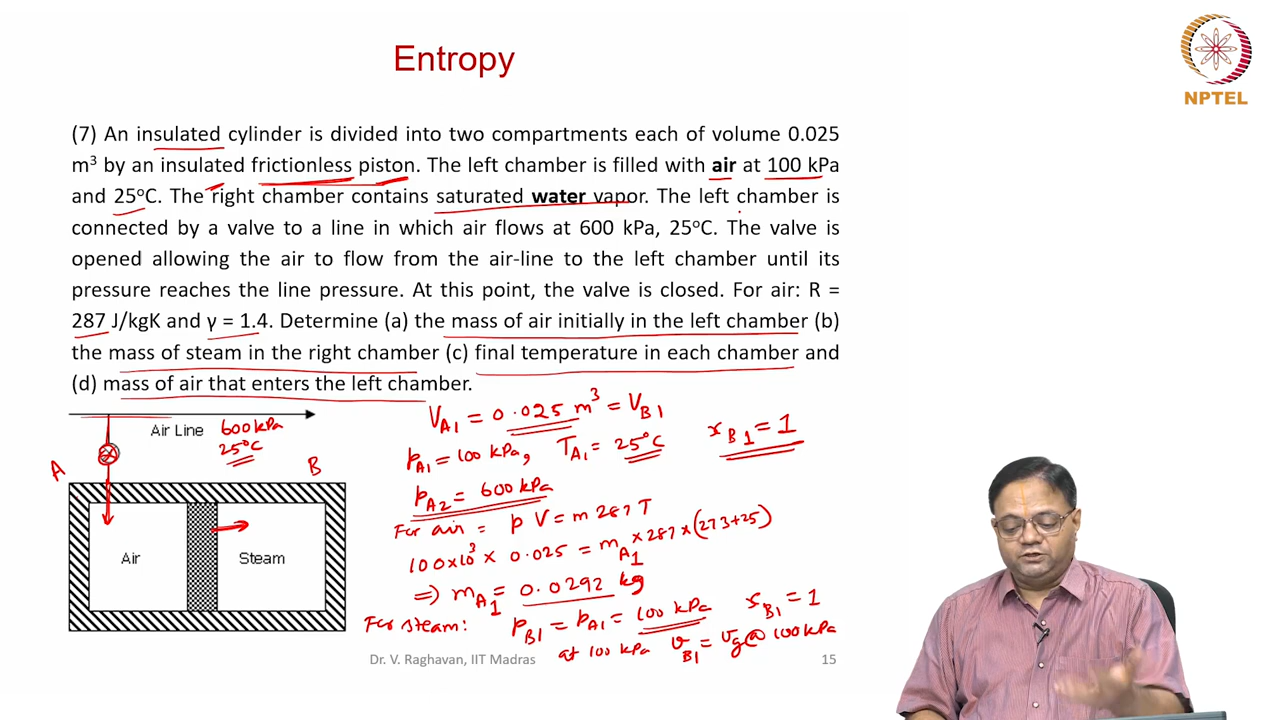 Entropy
NPTEL
(7) An insulated cylinder is divided into two compartments each of volume 0.025
m³ by an insulated frictionless piston. The left chamber is filled with air at 100 kPa
and 25°C. The right chamber contains saturated water vapor. The left chamber is
connected by a valve to a line in which air flows at 600 kPa, 25°C. The valve is
opened allowing the air to flow from the air-line to the left chamber until its
pressure reaches the line pressure. At this point, the valve is closed. For air: R =
287 J/kgK and γ = 1.4. Determine (a) the mass of air initially in the left chamber (b)
the mass of steam in the right chamber (c) final temperature in each chamber and
(d) mass of air that enters the left chamber.
Air Line 600 kPa
25°C
A
B
Air
Steam
V_A1 = 0.025 m³ = V_B1
x_B1 = 1
p_A1 = 100 kPa, T_A1 = 25°C
p_A2 = 600 kPa
For air = p V = m 287 T
100×10³ × 0.025 = m_A1 × 287 × (273+25)
⇒ m_A1 = 0.0292 kg
For steam: p_B1 = p_A1 = 100 kPa x_B1 = 1
at 100 kPa v_B1 = v_g @ 100 kPa
Dr. V. Raghavan, IIT Madras
15